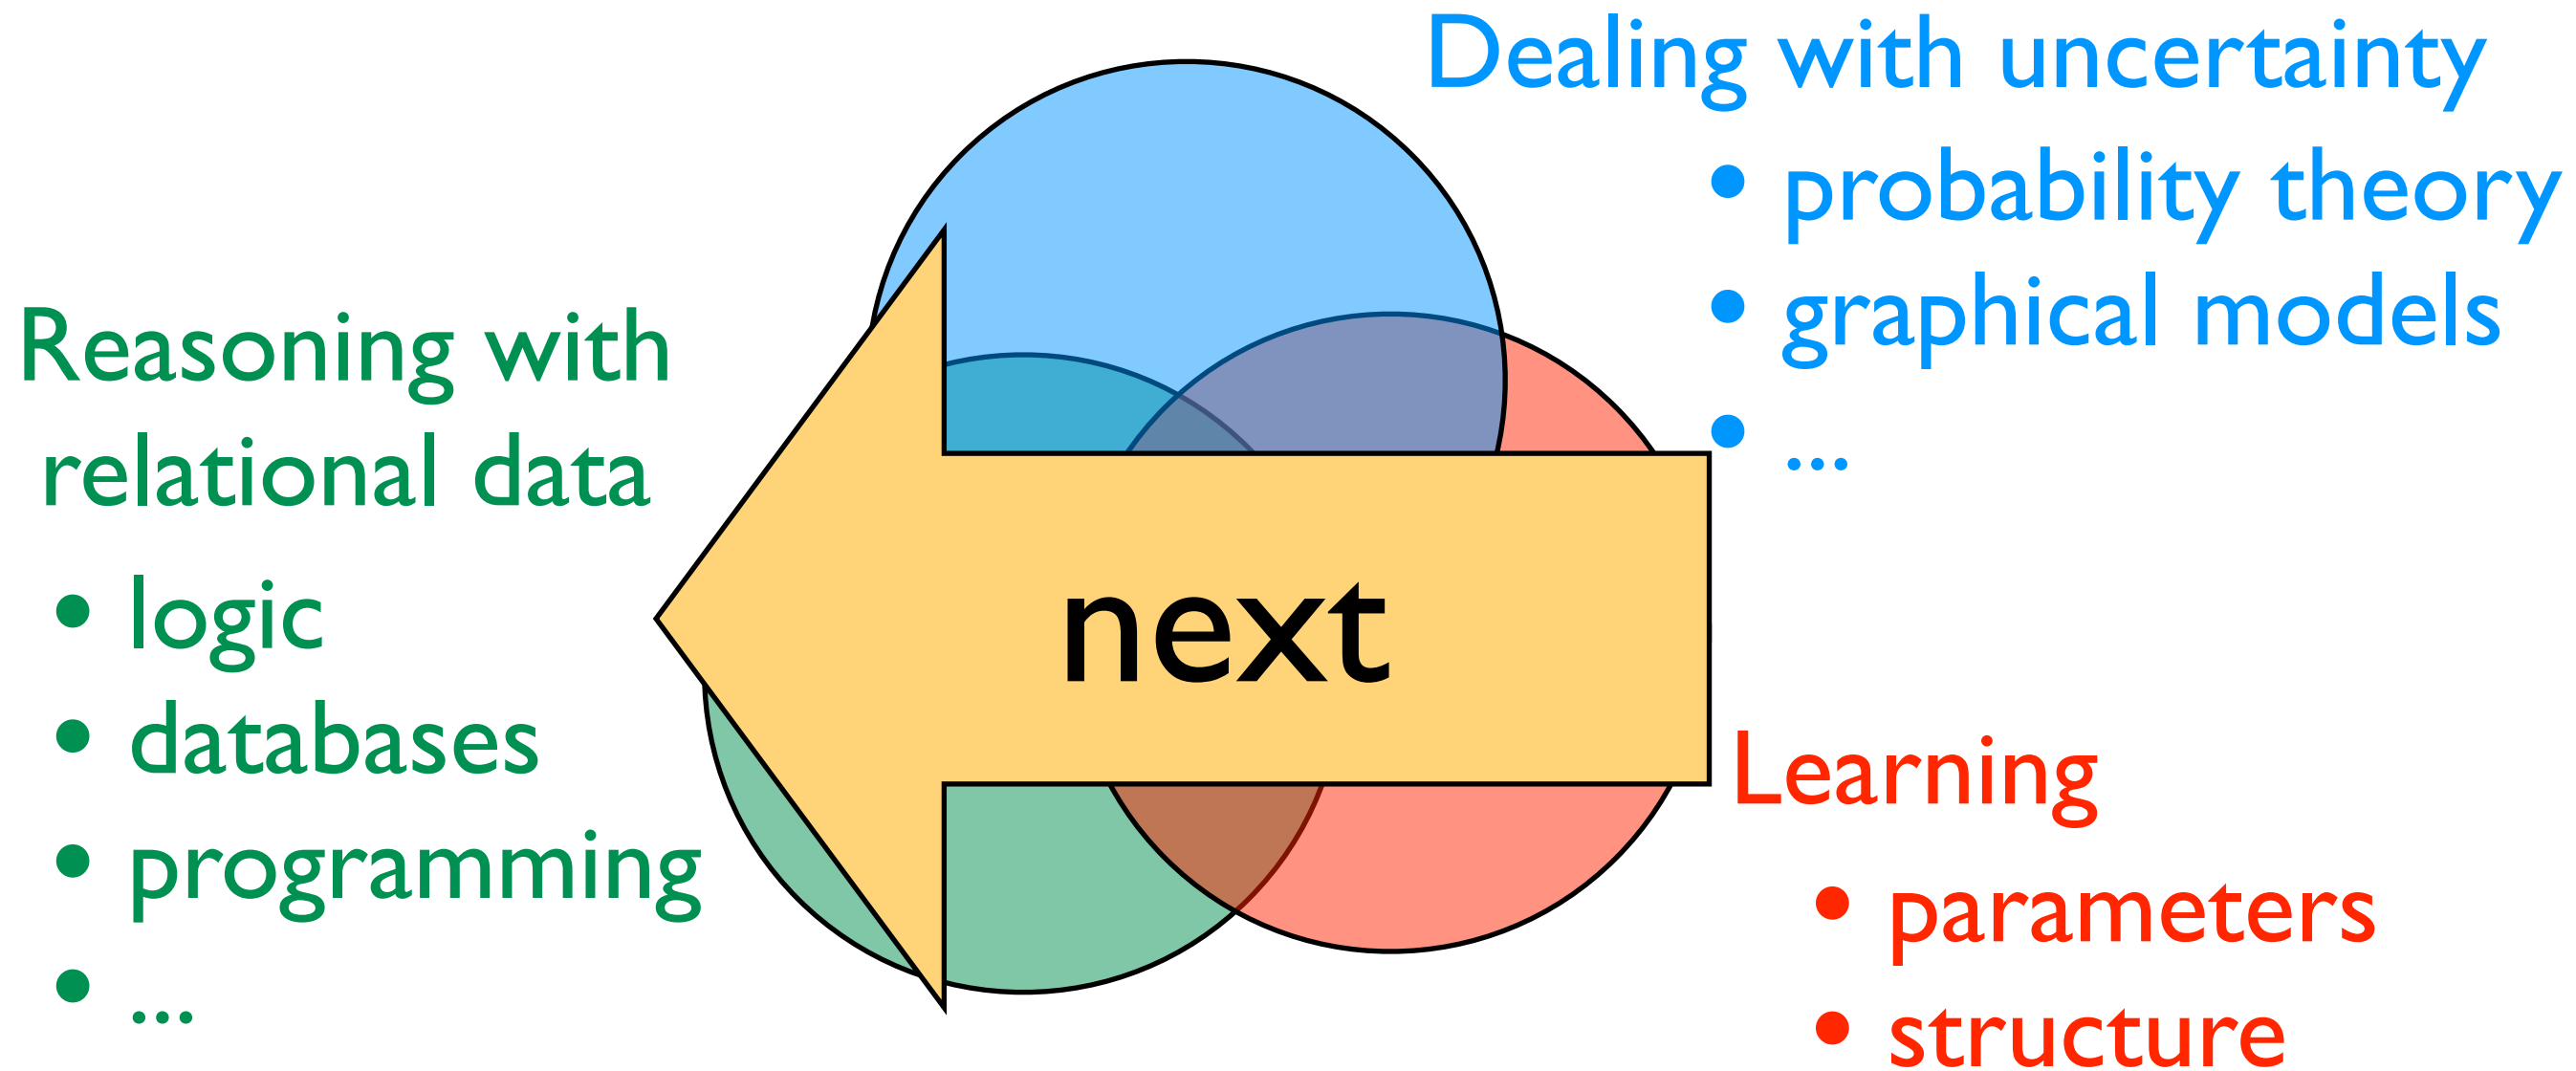 Dealing with uncertainty
• probability theory
• graphical models
• ...
Reasoning with
relational data
• logic
• databases
• programming
• ...
next
Learning
• parameters
• structure